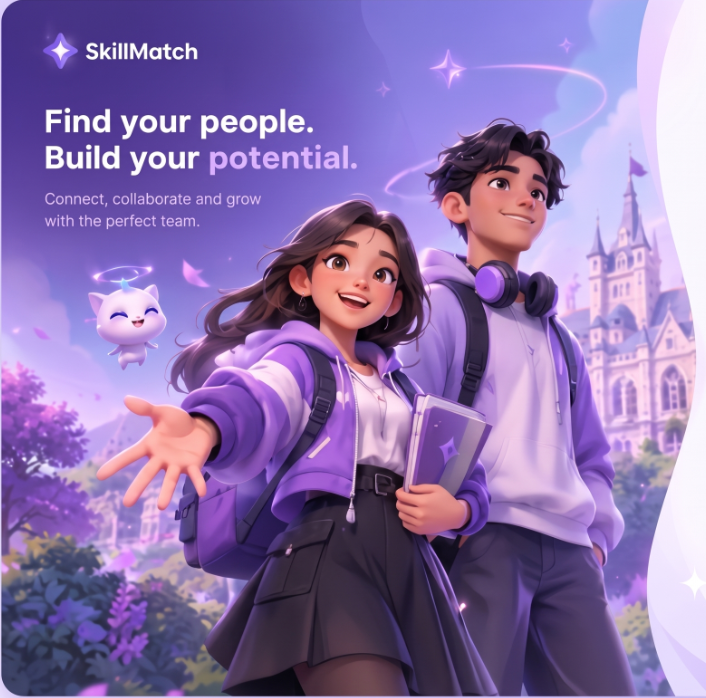 SkillMatch
Find your people.
Build your potential.
Connect, collaborate and grow
with the perfect team.